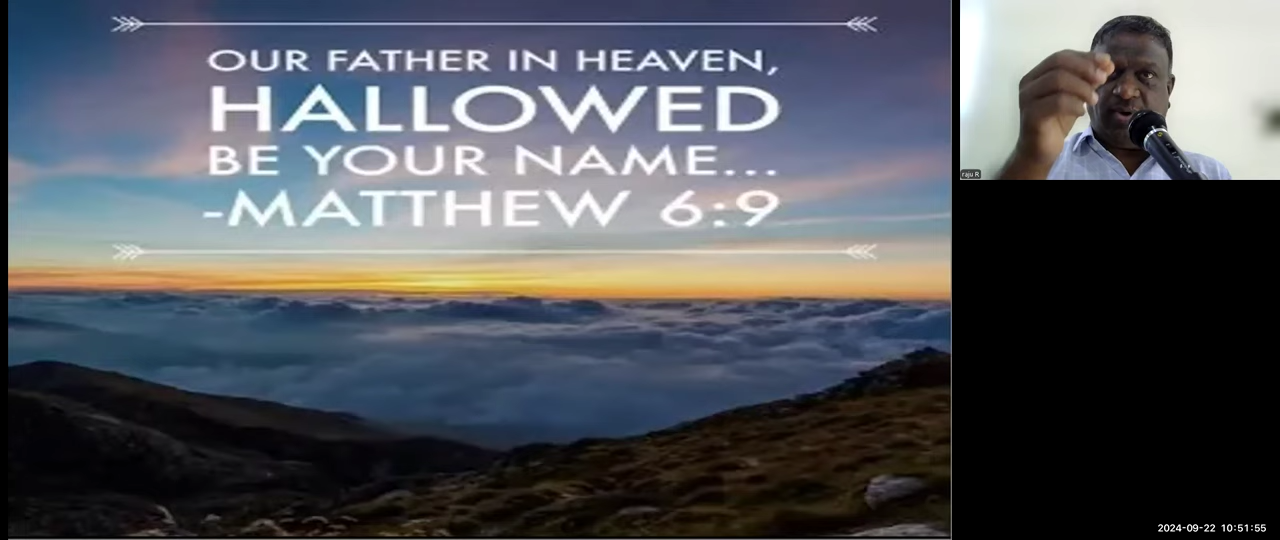 OUR FATHER IN HEAVEN,
HALLOWED
BE YOUR NAME...
-MATTHEW 6:9
raju R
2024-09-22 10:51:55